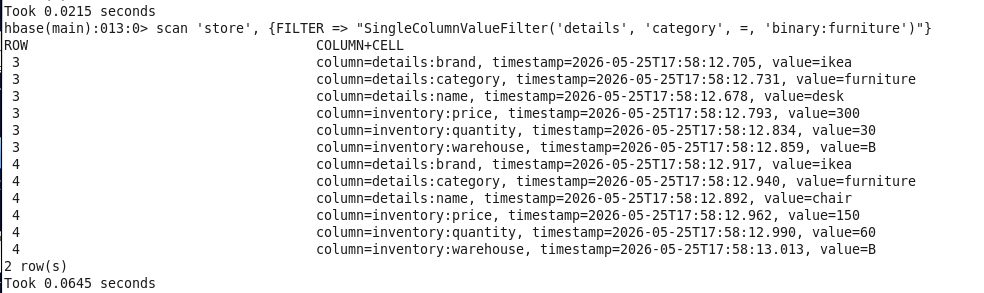 Took 0.0215 seconds
hbase(main):013:0> scan 'store', {FILTER => "SingleColumnValueFilter('details', 'category', =, 'binary:furniture')"}
ROW                                   COLUMN+CELL
 3                                    column=details:brand, timestamp=2026-05-25T17:58:12.705, value=ikea
 3                                    column=details:category, timestamp=2026-05-25T17:58:12.731, value=furniture
 3                                    column=details:name, timestamp=2026-05-25T17:58:12.678, value=desk
 3                                    column=inventory:price, timestamp=2026-05-25T17:58:12.793, value=300
 3                                    column=inventory:quantity, timestamp=2026-05-25T17:58:12.834, value=30
 3                                    column=inventory:warehouse, timestamp=2026-05-25T17:58:12.859, value=B
 4                                    column=details:brand, timestamp=2026-05-25T17:58:12.917, value=ikea
 4                                    column=details:category, timestamp=2026-05-25T17:58:12.940, value=furniture
 4                                    column=details:name, timestamp=2026-05-25T17:58:12.892, value=chair
 4                                    column=inventory:price, timestamp=2026-05-25T17:58:12.962, value=150
 4                                    column=inventory:quantity, timestamp=2026-05-25T17:58:12.990, value=60
 4                                    column=inventory:warehouse, timestamp=2026-05-25T17:58:13.013, value=B
2 row(s)
Took 0.0645 seconds